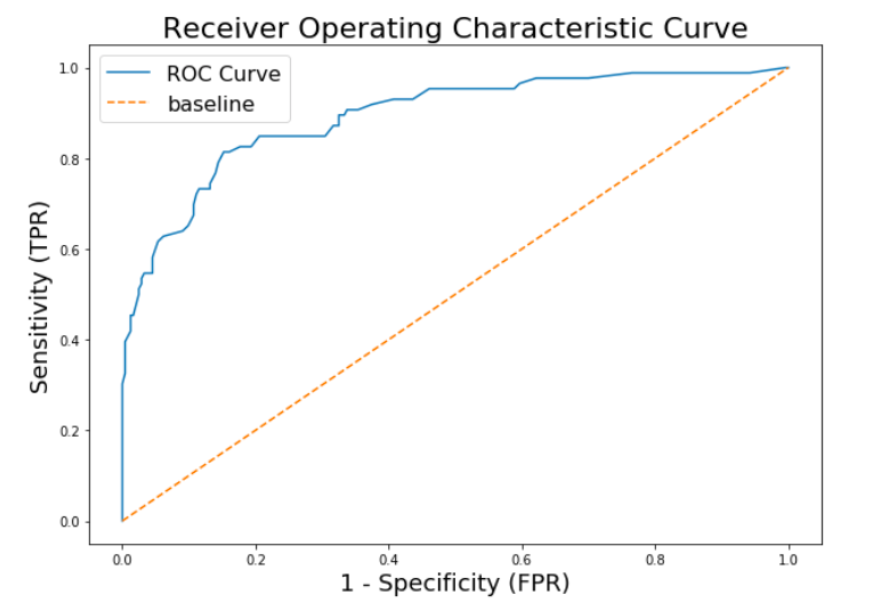 Receiver Operating Characteristic Curve
ROC Curve
baseline
1.0
0.8
0.6
0.4
0.2
0.0
Sensitivity (TPR)
0.0 0.2 0.4 0.6 0.8 1.0
1 - Specificity (FPR)